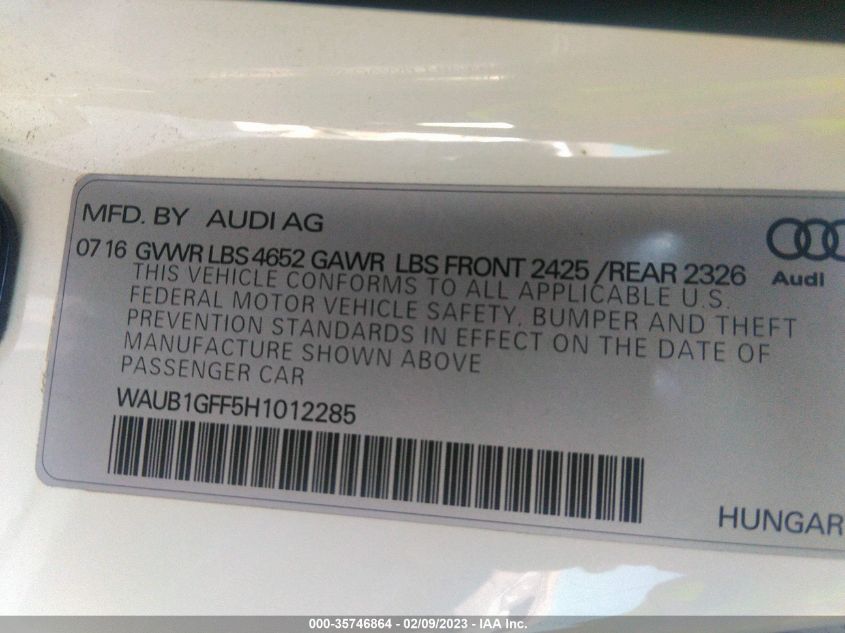 MFD. BY AUDI AG
07 16 GVWR LBS 4652 GAWR LBS FRONT 2425 /REAR 2326
THIS VEHICLE CONFORMS TO ALL APPLICABLE U.S.
FEDERAL MOTOR VEHICLE SAFETY, BUMPER AND THEFT
PREVENTION STANDARDS IN EFFECT ON THE DATE OF
MANUFACTURE SHOWN ABOVE
PASSENGER CAR
WAUB1GFF5H1012285
Audi
HUNGAR
000-35746864 - 02/09/2023 - IAA Inc.